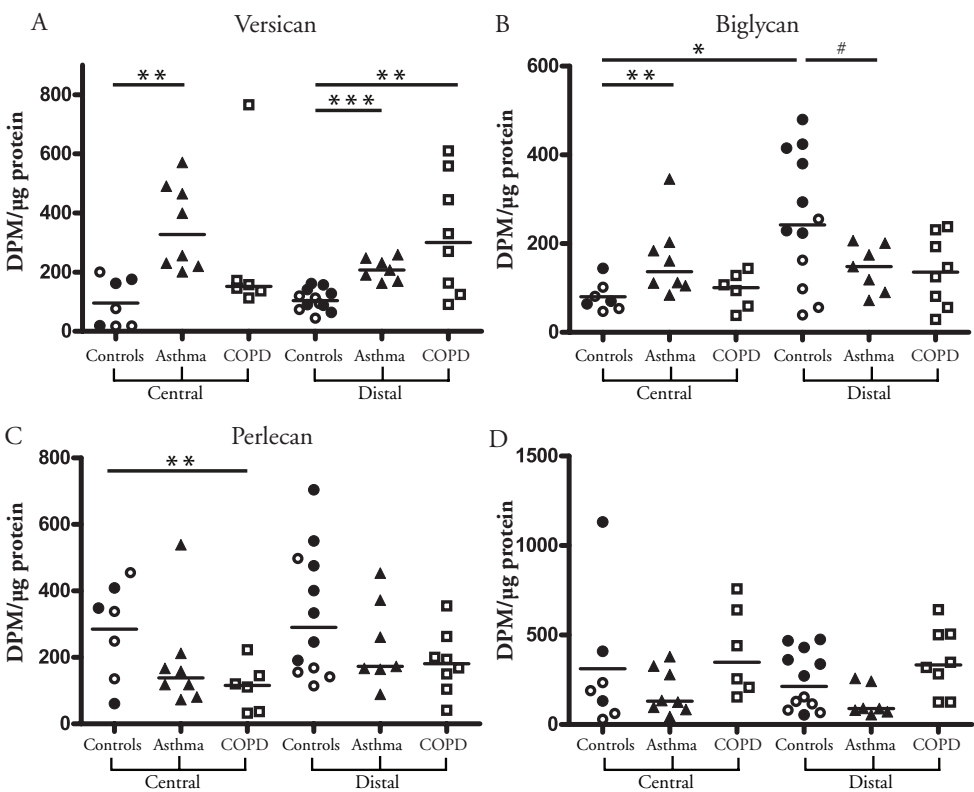 A Versican
DPM/µg protein
800
600
400
200
0
** ** ***
Controls Asthma COPD Controls Asthma COPD
Central Distal
B Biglycan
DPM/µg protein
600
400
200
0
* # **
Controls Asthma COPD Controls Asthma COPD
Central Distal
C Perlecan
DPM/µg protein
800
600
400
200
0
**
Controls Asthma COPD Controls Asthma COPD
Central Distal
D
DPM/µg protein
1500
1000
500
0
Controls Asthma COPD Controls Asthma COPD
Central Distal